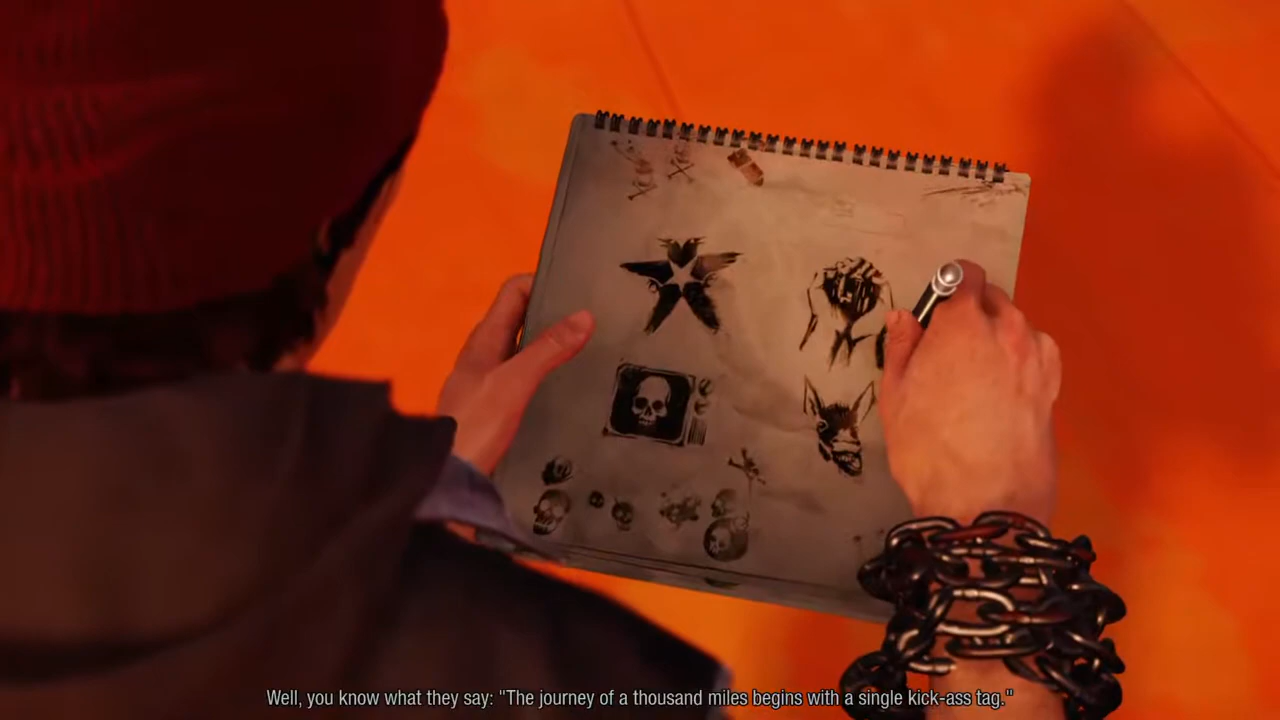 Well, you know what they say: "The journey of a thousand miles begins with a single kick-ass tag."